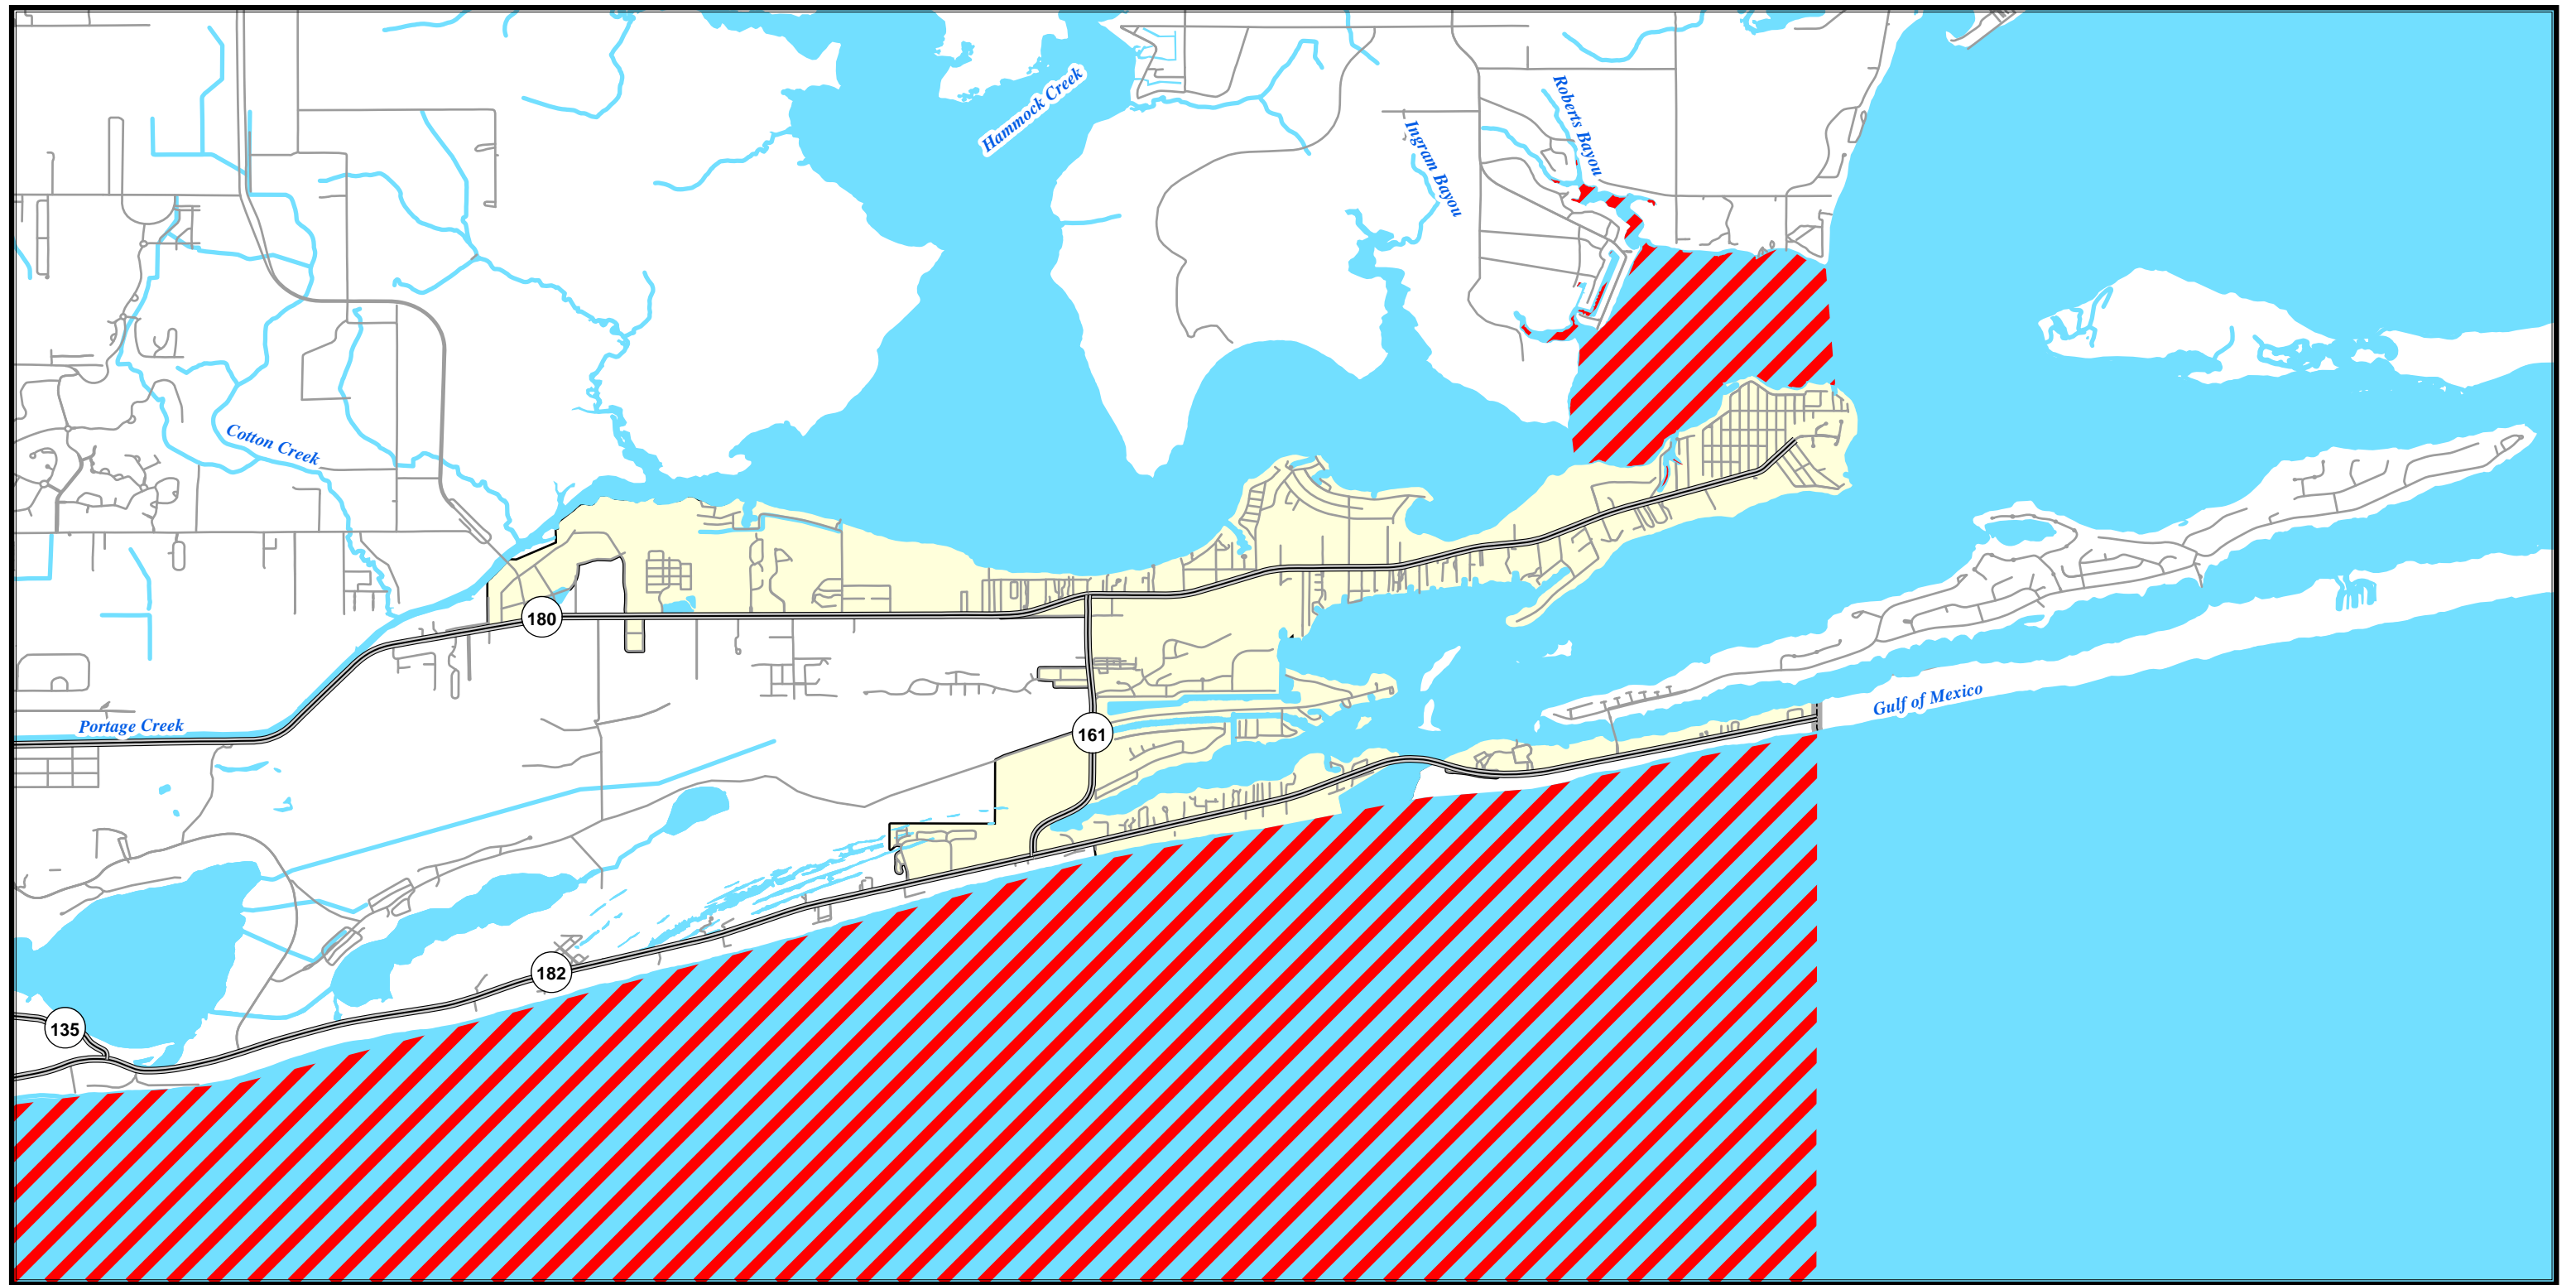 Hammock Creek
Roberts Bayou
Ingram Bayou
Cotton Creek
180
Portage Creek
161
Gulf of Mexico
182
135